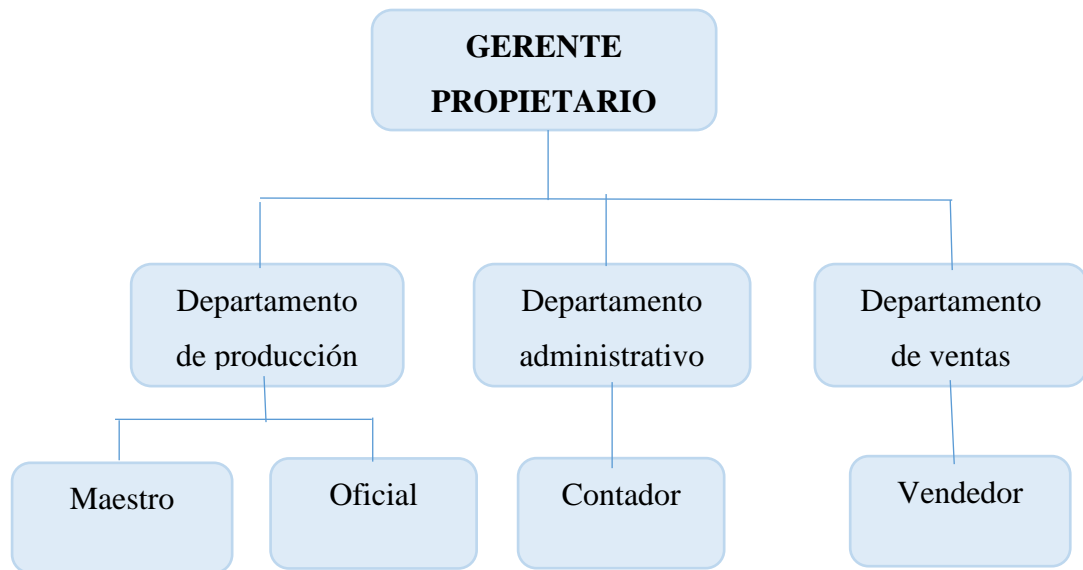 GERENTE
PROPIETARIO
Departamento
de producción
Departamento
administrativo
Departamento
de ventas
Maestro
Oficial
Contador
Vendedor